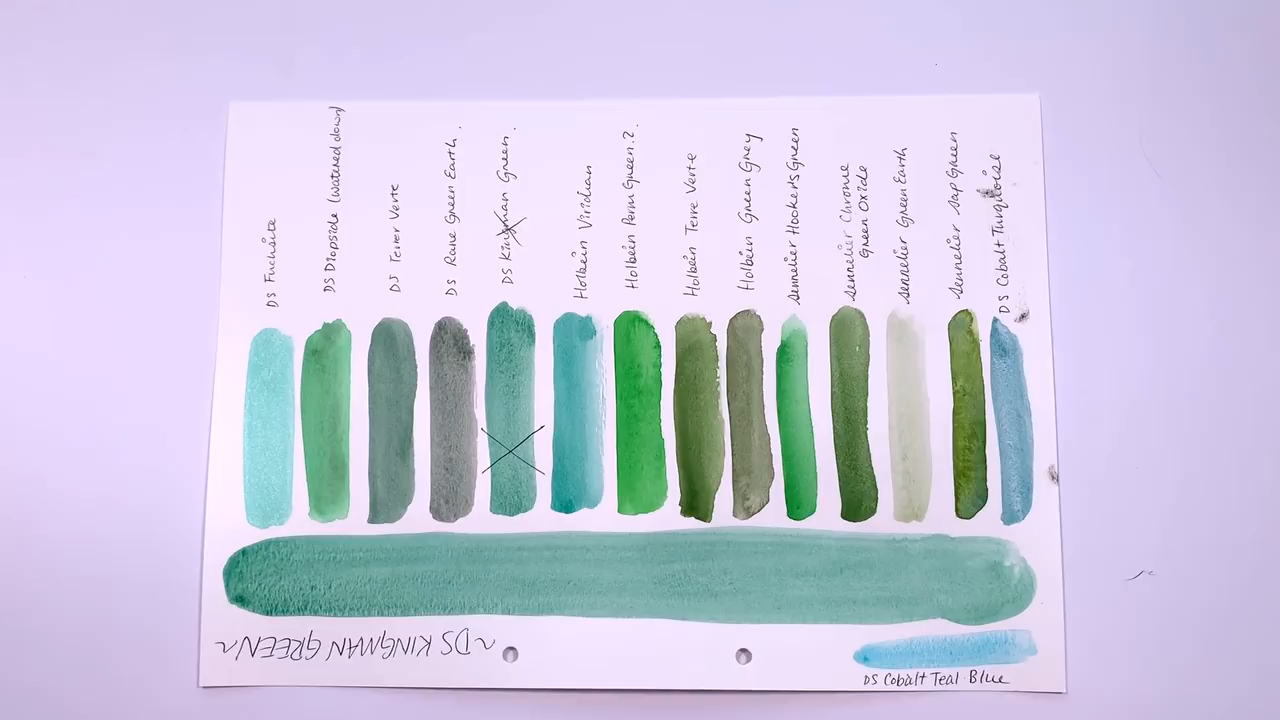 DS Fuchsite
DS Diopside (watered down)
DS Terrer Verte
DS Rare Green Earth.
DS Kingman Green.
Holbein Viridian
Holbein Perm Green.2.
Holbein Terre Verte
Holbein Green Grey
Sennelier Hooker's Green
Sennelier Chrome
Green Oxide
Sennelier Green Earth
Sennelier Sap Green
DS Cobalt Turquoise
~DS KINGMAN GREEN~
DS Cobalt Teal Blue